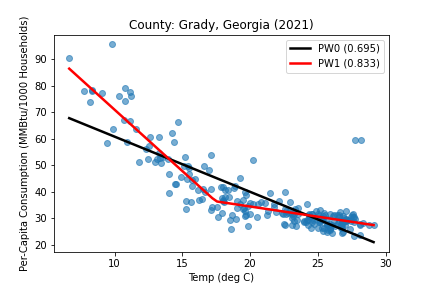 County: Grady, Georgia (2021)
PW0 (0.695)
PW1 (0.833)
Per-Capita Consumption (MMBtu/1000 Households)
90
80
70
60
50
40
30
20
10 15 20 25 30
Temp (deg C)